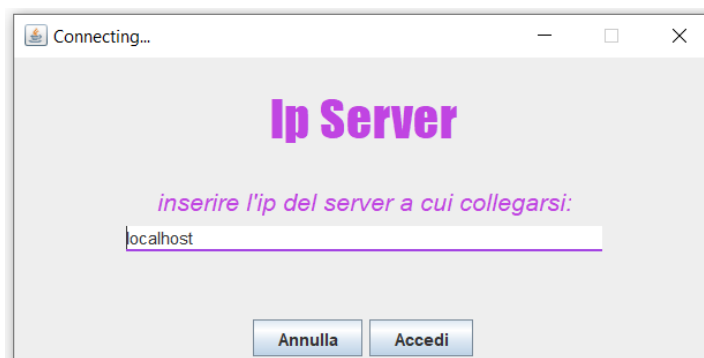 Connecting...
Ip Server
inserire l'ip del server a cui collegarsi:
localhost
Annulla Accedi